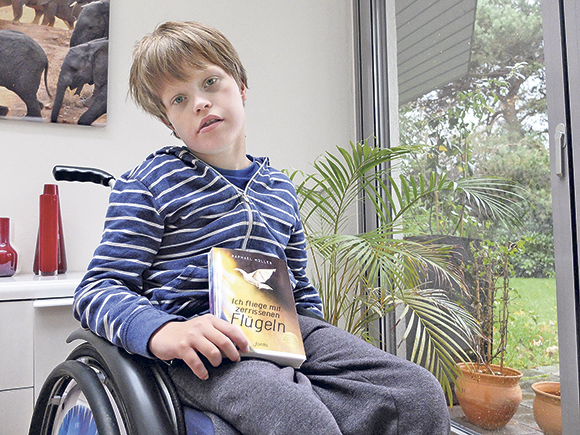 RAPHAEL MÜLLER
Ich fliege mit
zerrissenen
Flügeln